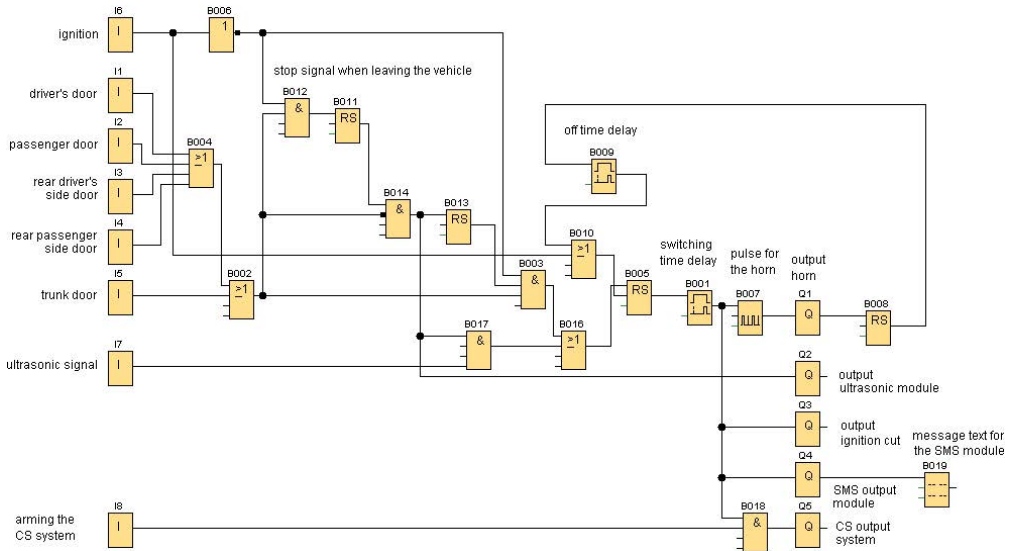 I6
I
ignition
B006
1
I1
I
driver's door
stop signal when leaving the vehicle
B012
&
B011
RS
I2
I
passenger door
B004
>1
off time delay
B009
I3
I
rear driver's
side door
B014
&
B013
RS
I4
I
rear passenger
side door
B010
>1
switching
time delay
pulse for
the horn
output
horn
I5
I
trunk door
B002
>1
B003
&
B005
RS
B001
B007
Q1
Q
B008
RS
B017
&
B016
>1
I7
I
ultrasonic signal
Q2
Q
output
ultrasonic module
Q3
Q
output
ignition cut
message text for
the SMS module
Q4
Q
B019
SMS output
module
I8
I
arming the
CS system
B018
&
Q5
Q
CS output
system